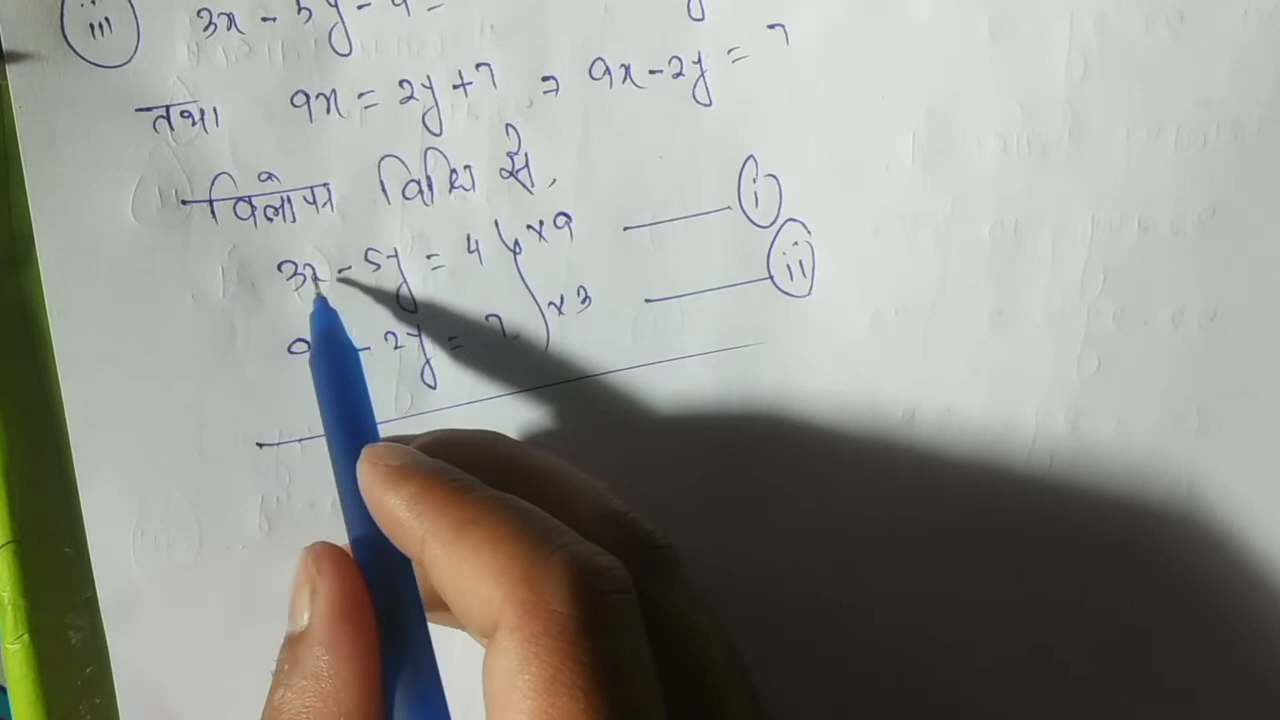 iii 3x - 5y - 4 =
तथा 9x = 2y + 7 ⇒ 9x - 2y = 7
विलोपन विधि से,
3x - 5y = 4 ×9 i
9 - 2y = 7 ×3 ii